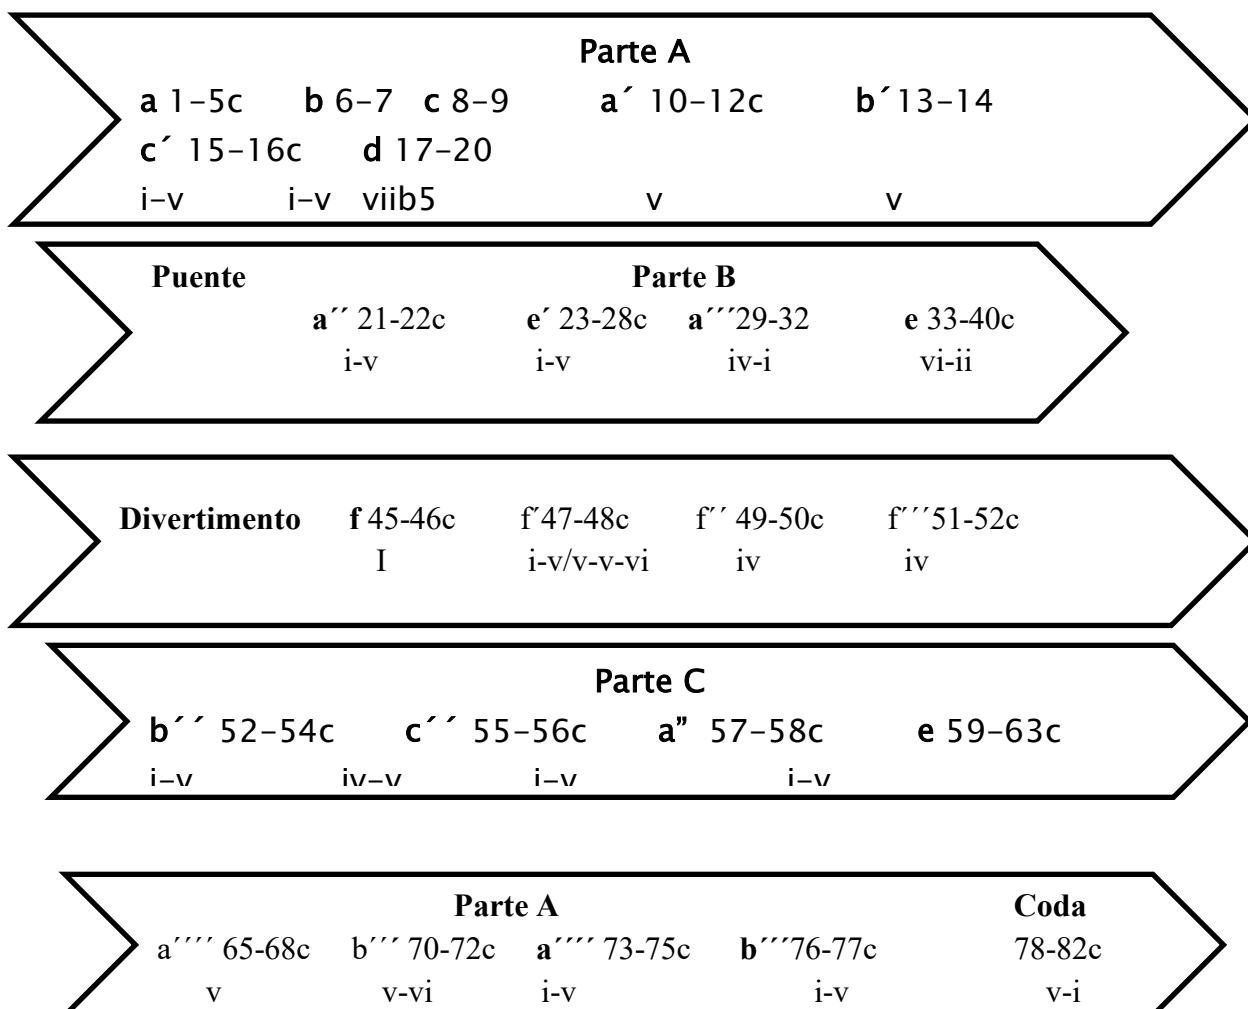 Parte A
a 1–5c b 6–7 c 8–9 a´ 10–12c b´13–14
c´ 15–16c d 17–20
i–v i–v viib5 v v
Puente Parte B
a´´ 21-22c e´ 23-28c a´´´29-32 e 33-40c
i-v i-v iv-i vi-ii
Divertimento f 45-46c f´47-48c f´´ 49-50c f´´´51-52c
I i-v/v-v-vi iv iv
Parte C
b´´ 52–54c c´´ 55–56c a” 57–58c e 59–63c
i–v iv–v i–v i–v
Parte A Coda
a´´´´ 65-68c b´´´ 70-72c a´´´´ 73-75c b´´´76-77c 78-82c
v v-vi i-v i-v v-i